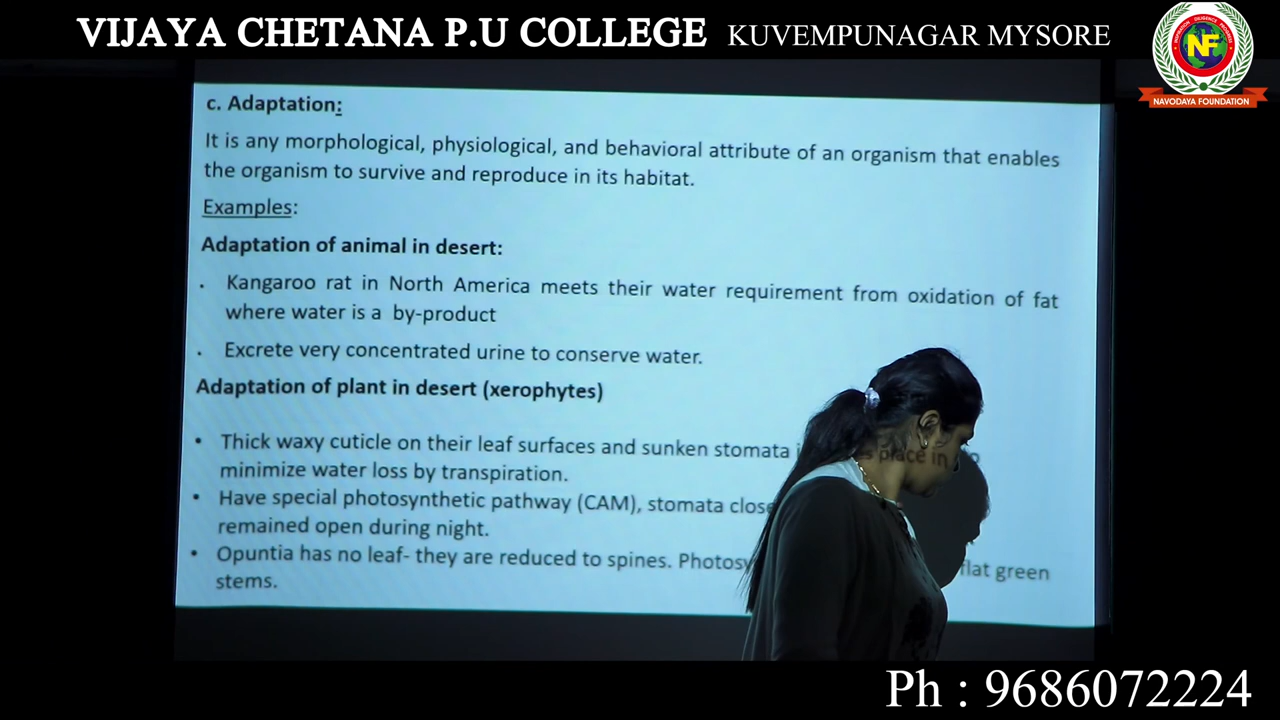 VIJAYA CHETANA P.U COLLEGE KUVEMPUNAGAR MYSORE
NF
NAVODAYA FOUNDATION
c. Adaptation:
It is any morphological, physiological, and behavioral attribute of an organism that enables
the organism to survive and reproduce in its habitat.
Examples:
Adaptation of animal in desert:
. Kangaroo rat in North America meets their water requirement from oxidation of fat
where water is a by-product
. Excrete very concentrated urine to conserve water.
Adaptation of plant in desert (xerophytes)
• Thick waxy cuticle on their leaf surfaces and sunken stomata place in
minimize water loss by transpiration.
• Have special photosynthetic pathway (CAM), stomata close
remained open during night.
• Opuntia has no leaf- they are reduced to spines. flat green
stems.
Ph : 9686072224